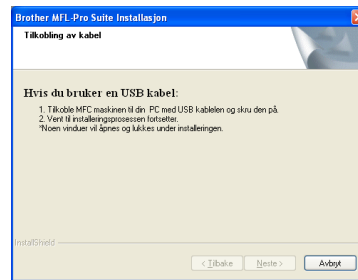 Brother MFL-Pro Suite Installasjon
Tilkobling av kabel
Hvis du bruker en USB kabel:
1. Tilkoble MFC maskinen til din PC med USB kabelen og skru den på.
2. Vent til installeringsprosessen fortsetter.
*Noen vinduer vil åpnes og lukkes under installeringen.
InstallShield
< Tilbake Neste > Avbryt